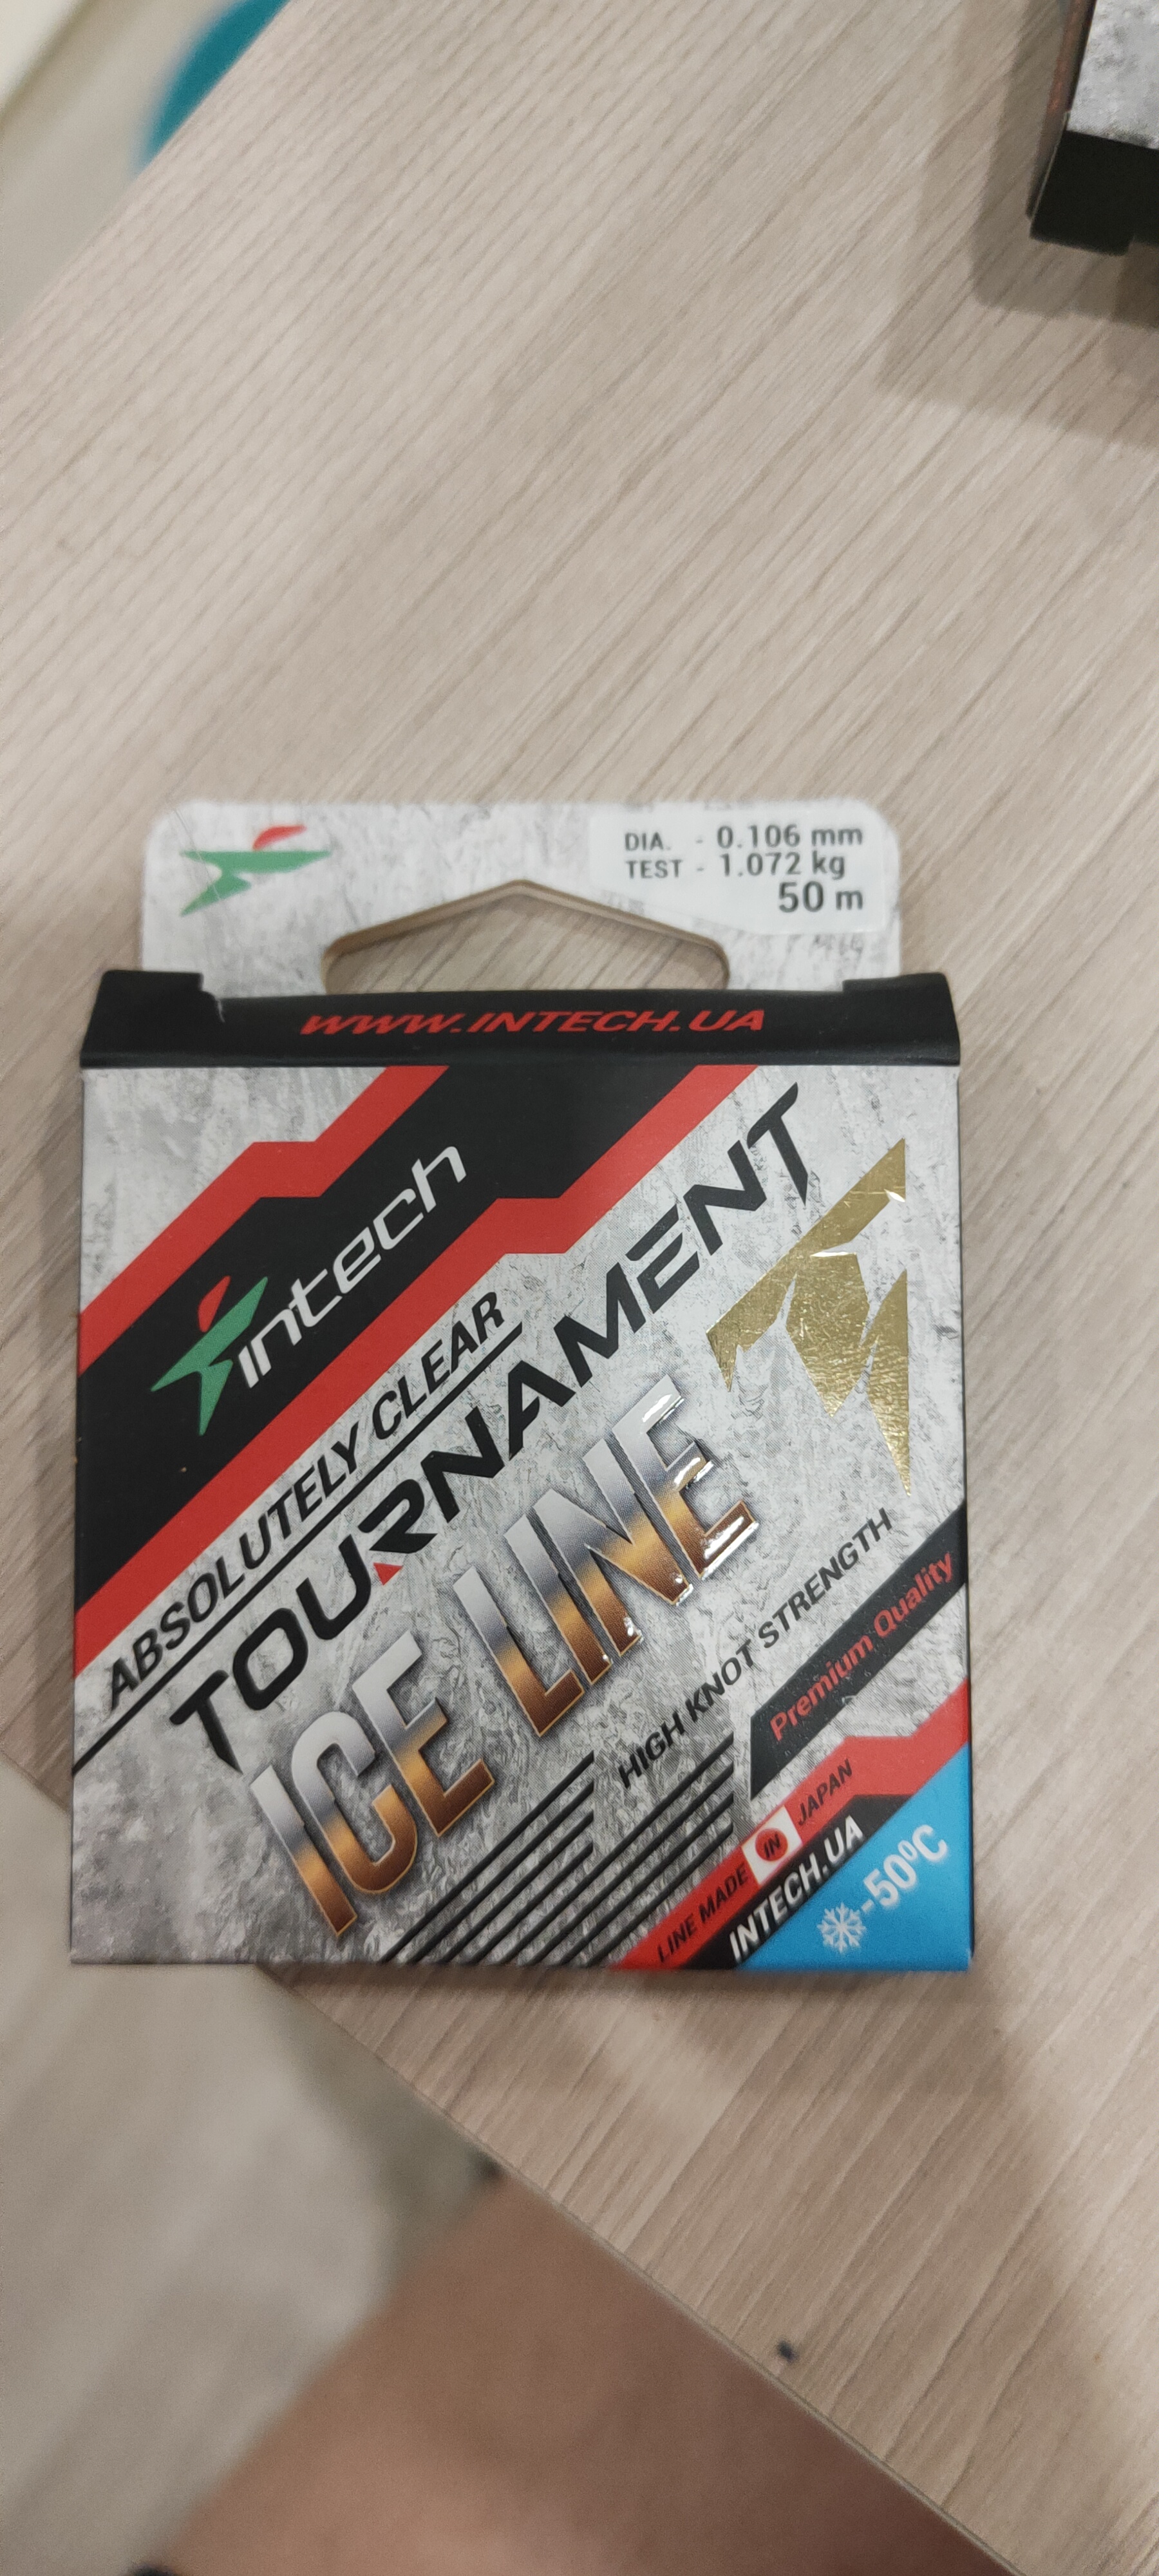 DIA. - 0.106 mm
TEST - 1.072 kg
50 m
WWW.INTECH.UA
intech
ABSOLUTELY CLEAR
TOURNAMENT
ICE LINE
HIGH KNOT STRENGTH
Premium Quality
LINE MADE IN JAPAN
INTECH.UA
-50ºC